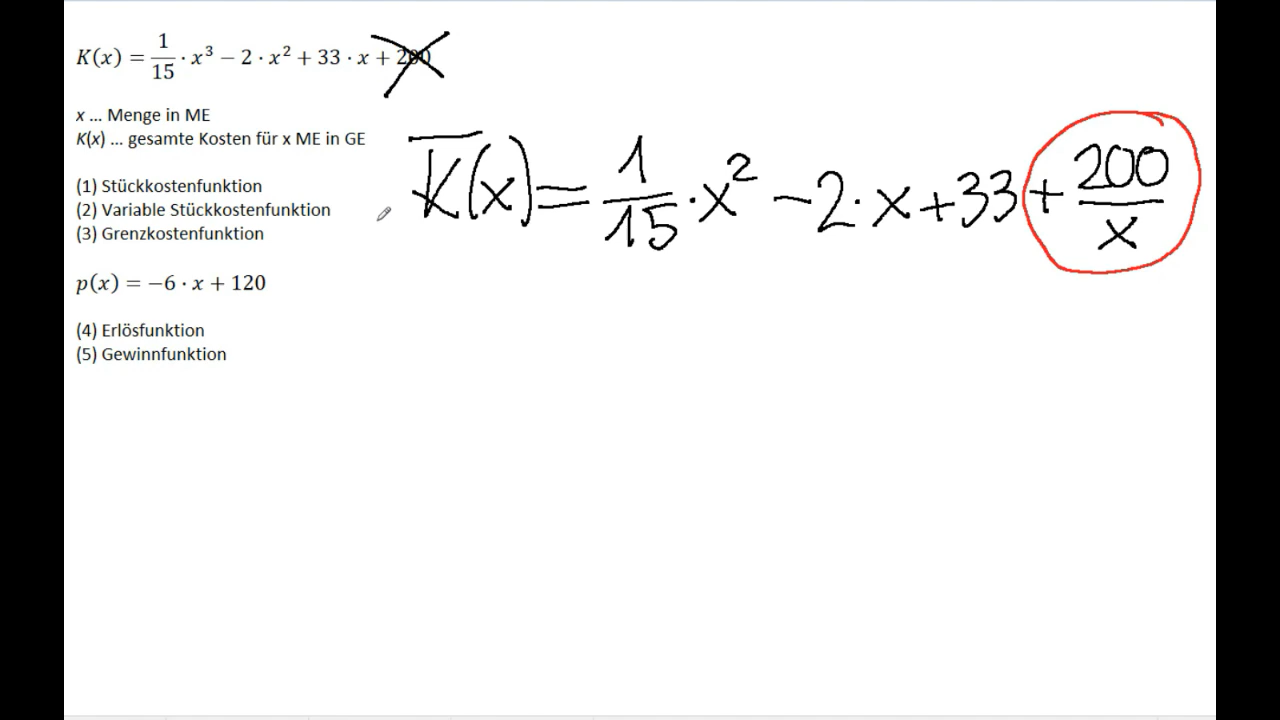 K(x) = 1/15 · x³ − 2 · x² + 33 · x + 200
x ... Menge in ME
K(x) ... gesamte Kosten für x ME in GE
K̅(x) = 1/15 · x² − 2 · x + 33 + 200/x
(1) Stückkostenfunktion
(2) Variable Stückkostenfunktion
(3) Grenzkostenfunktion
p(x) = −6 · x + 120
(4) Erlösfunktion
(5) Gewinnfunktion